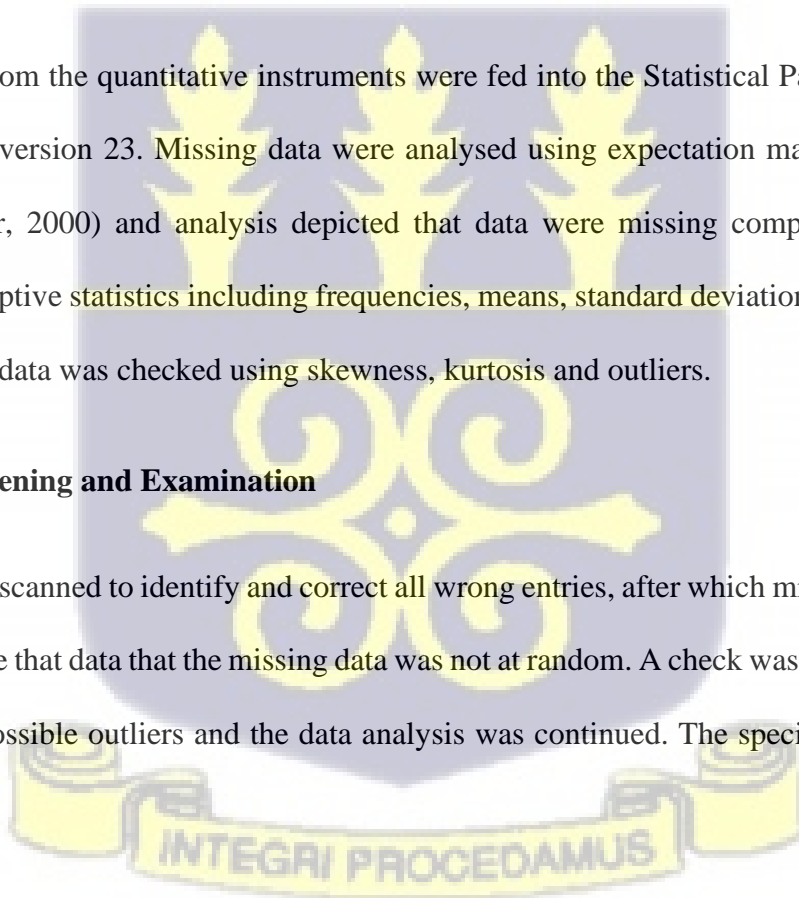 om the quantitative instruments were fed into the Statistical Pa
version 23. Missing data were analysed using expectation ma
r, 2000) and analysis depicted that data were missing comp
ptive statistics including frequencies, means, standard deviation
data was checked using skewness, kurtosis and outliers.
ening and Examination
scanned to identify and correct all wrong entries, after which mi
e that data that the missing data was not at random. A check was
ossible outliers and the data analysis was continued. The speci
INTEGRI PROCEDAMUS